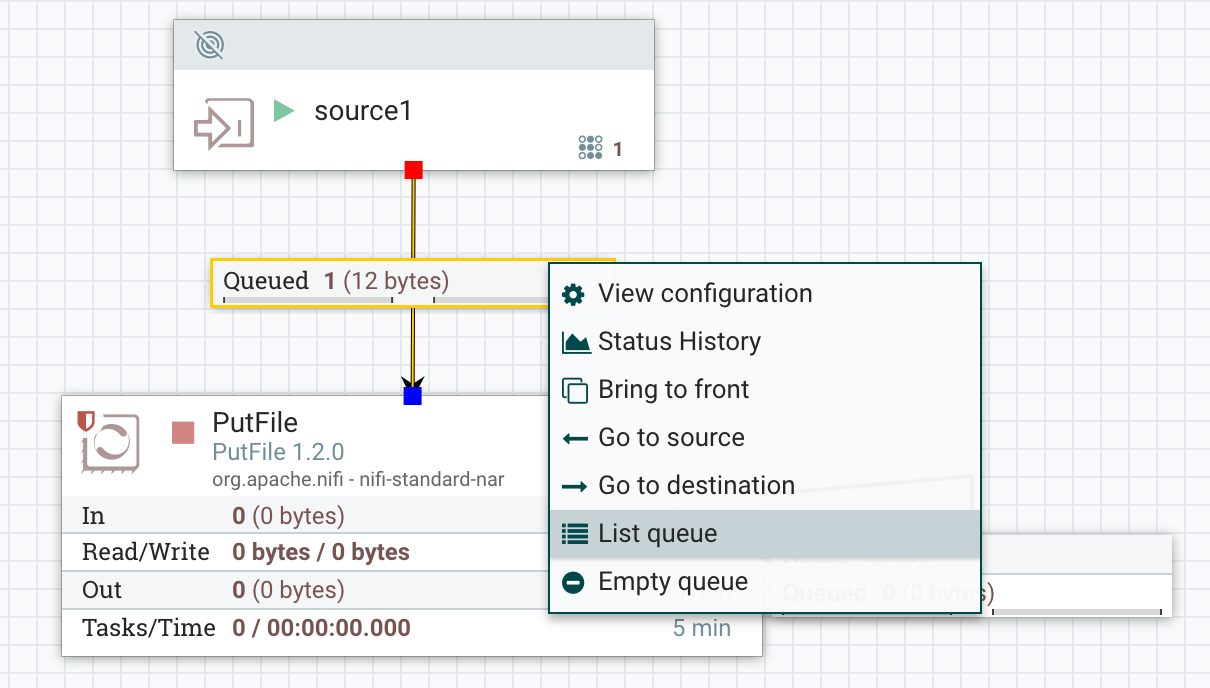 source1
1
Queued 1 (12 bytes)
View configuration
Status History
Bring to front
Go to source
Go to destination
List queue
Empty queue
PutFile
PutFile 1.2.0
org.apache.nifi - nifi-standard-nar
In 0 (0 bytes)
Read/Write 0 bytes / 0 bytes
Out 0 (0 bytes)
Tasks/Time 0 / 00:00:00.000 5 min
Queued 0 (0 bytes)